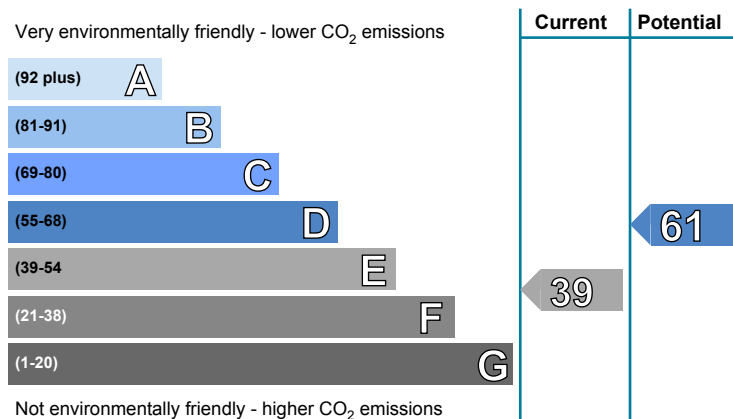 Current Potential
Very environmentally friendly - lower CO₂ emissions
(92 plus) A
(81-91) B
(69-80) C
(55-68) D
61
(39-54 E
39
(21-38) F
(1-20) G
Not environmentally friendly - higher CO₂ emissions